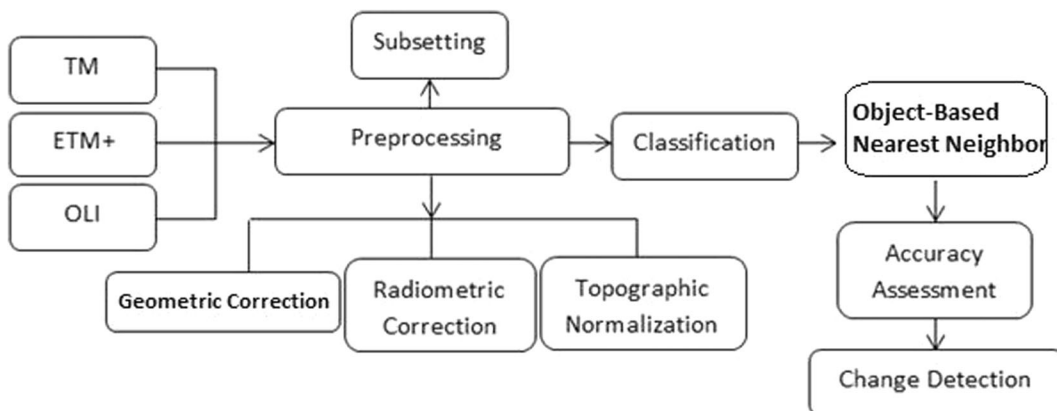 TM
ETM+
OLI
Subsetting
Preprocessing
Classification
Object-Based
Nearest Neighbor
Geometric Correction
Radiometric
Correction
Topographic
Normalization
Accuracy
Assessment
Change Detection